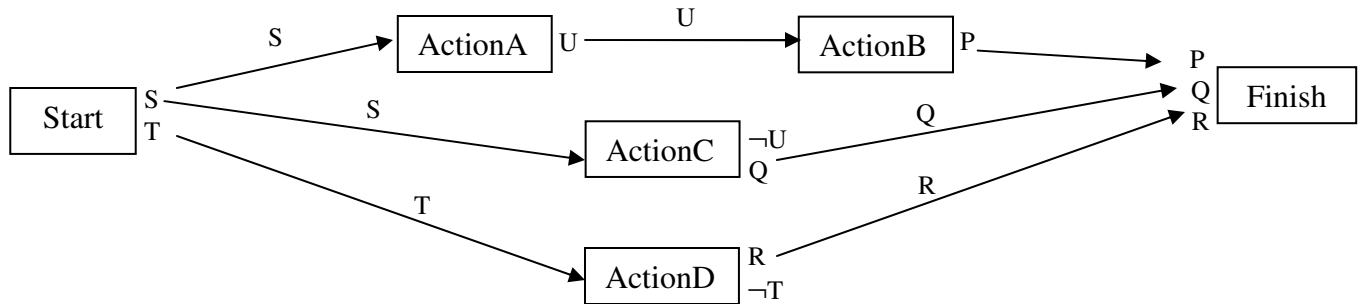 S
ActionA
U
U
ActionB
P
P
Q
R
Finish
Start
S
T
S
ActionC
¬U
Q
Q
T
ActionD
R
¬T
R